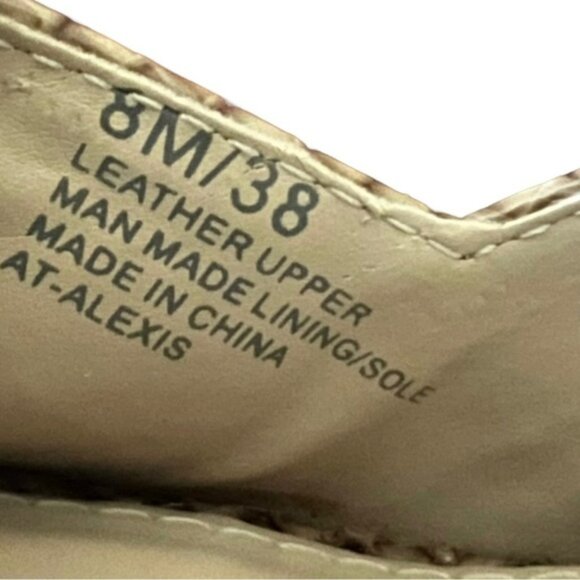 8M/38
LEATHER UPPER
MAN MADE LINING/SOLE
MADE IN CHINA
AT-ALEXIS